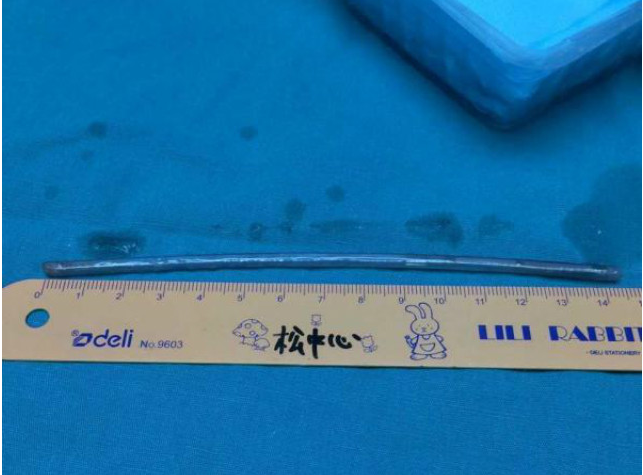 0 1 2 3 4 5 6 7 8 9 10 11 12 13 14
deli No.9603 松中心 LILI RABBIT
-DELI STATIONERY-